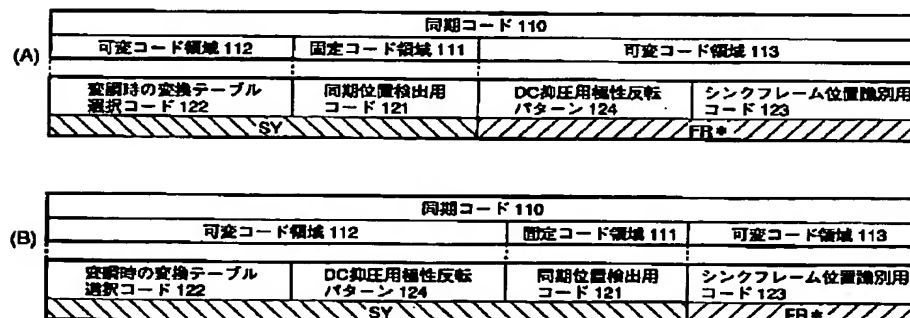 (A)
同期コード 110
可変コード領域 112 固定コード領域 111 可変コード領域 113
変調時の変換テーブル 同期位置検出用 DC抑圧用極性反転 シンクフレーム位置識別用
選択コード 122 コード 121 パターン 124 コード 123
SY FR*
(B)
同期コード 110
可変コード領域 112 固定コード領域 111 可変コード領域 113
変調時の変換テーブル DC抑圧用極性反転 同期位置検出用 シンクフレーム位置識別用
選択コード 122 パターン 124 コード 121 コード 123
SY FR*